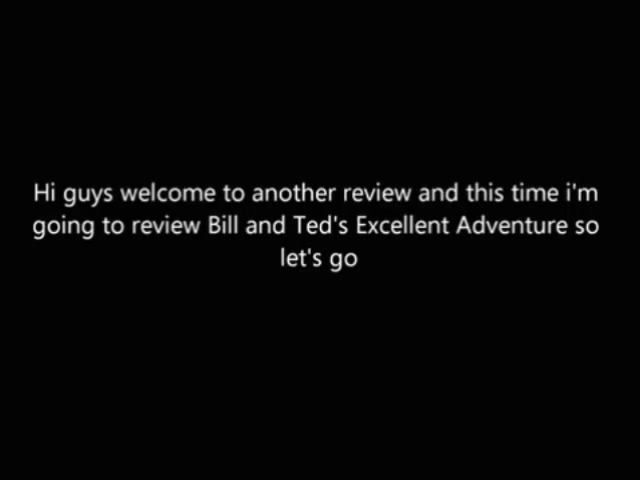 Hi guys welcome to another review and this time i'm
going to review Bill and Ted's Excellent Adventure so
let's go